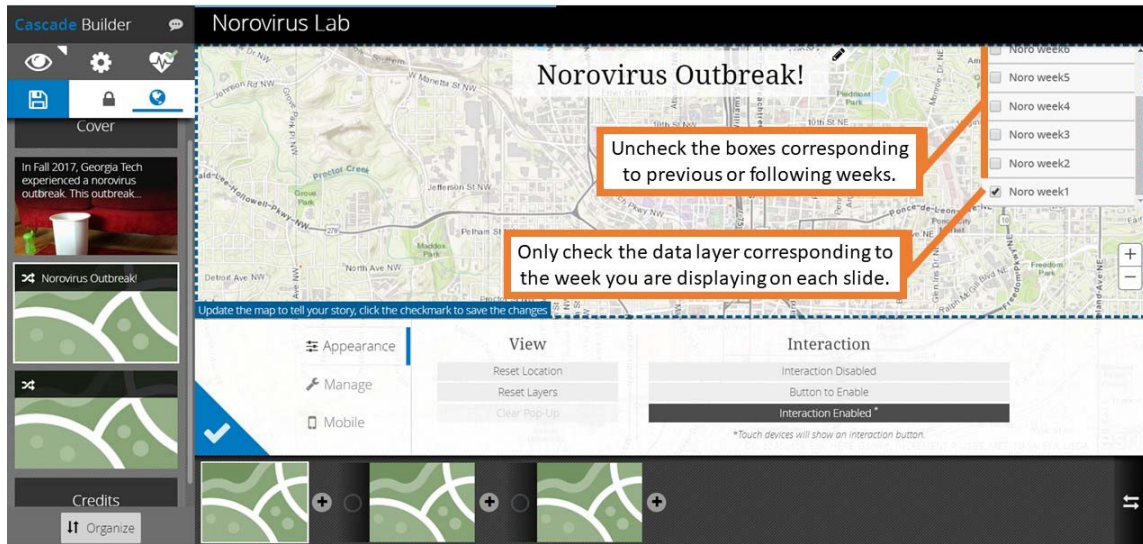 Cascade Builder
Norovirus Lab
Cover
In Fall 2017, Georgia Tech
experienced a norovirus
outbreak. This outbreak...
Norovirus Outbreak!
Credits
Organize
Norovirus Outbreak!
Noro week6
Noro week5
Noro week4
Noro week3
Noro week2
Noro week1
Uncheck the boxes corresponding
to previous or following weeks.
Only check the data layer corresponding to
the week you are displaying on each slide.
W Marietta St NW
Proctor Creek
Grove
Park
Jefferson St NW
Pelham St
Maddox
Park
North Ave NW
Detroit Ave NW
10th St NE
Piedmont
Park
Ponce-de-Leon
Freedom
Park
+
−
Update the map to tell your story, click the checkmark to save the changes
Appearance
Manage
Mobile
View
Reset Location
Reset Layers
Clear Pop-Up
Interaction
Interaction Disabled
Button to Enable
Interaction Enabled *
*Touch devices will show an interaction button.